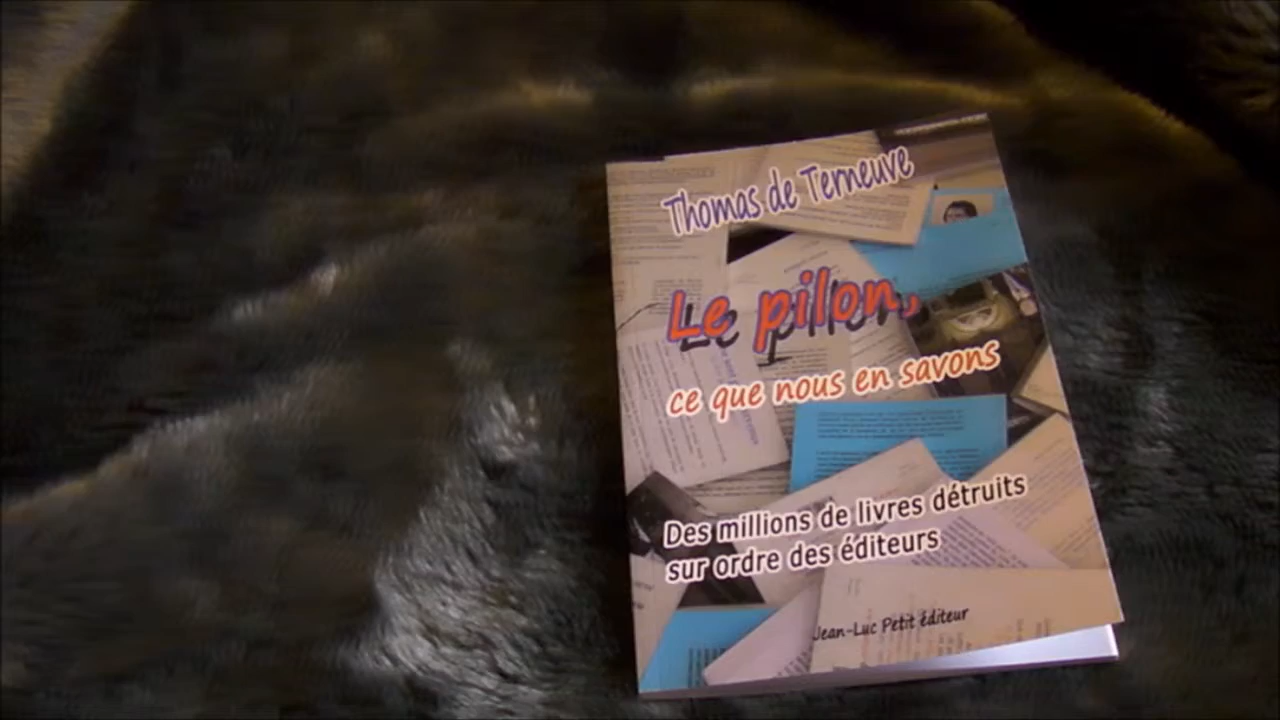 Thomas de Terneuve
Le pilon,
ce que nous en savons
Des millions de livres détruits
sur ordre des éditeurs
Jean-Luc Petit éditeur